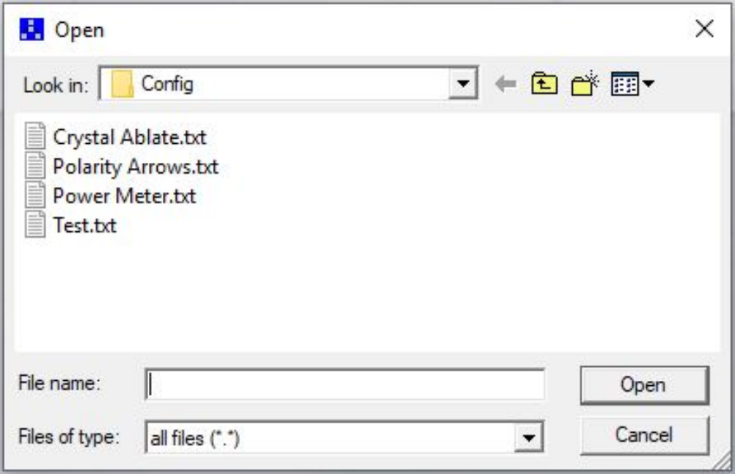 Open
Look in: Config
Crystal Ablate.txt
Polarity Arrows.txt
Power Meter.txt
Test.txt
File name: Open
Files of type: all files (*.*) Cancel